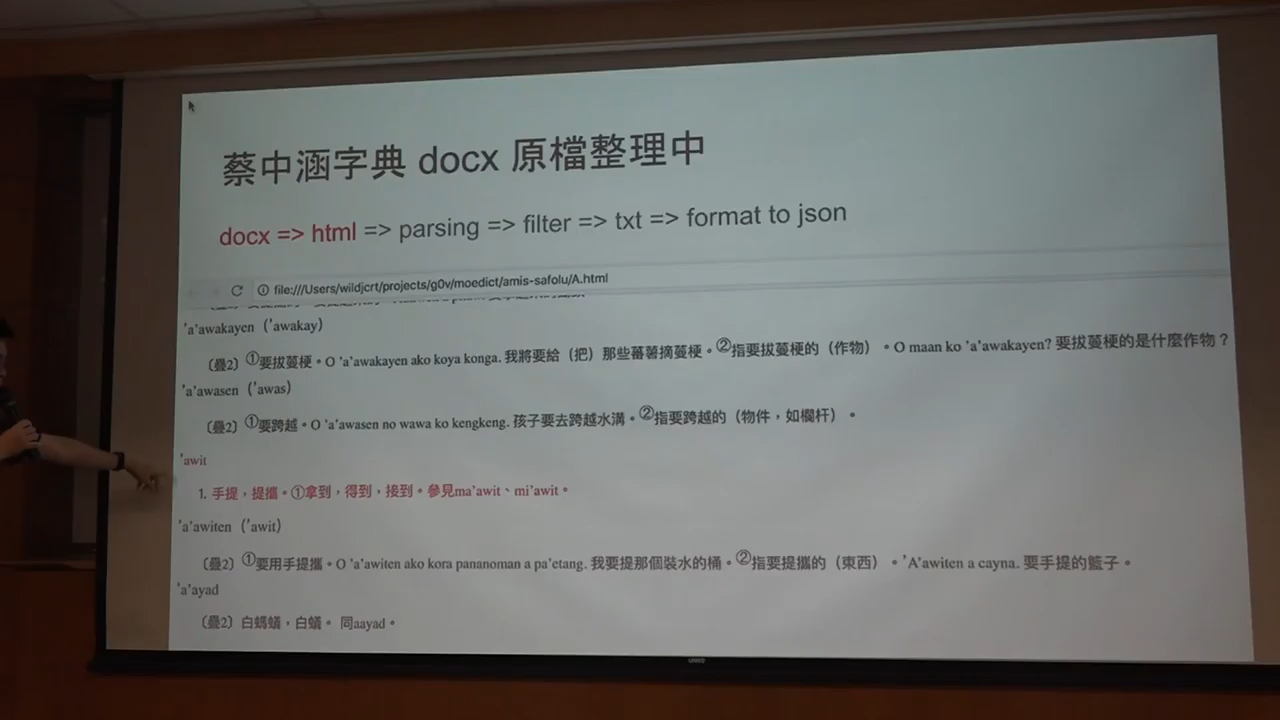 蔡中涵字典 docx 原檔整理中
docx => html => parsing => filter => txt => format to json
file:///Users/wildjcrt/projects/g0v/moedict/amis-safolu/A.html
'a'awakayen（'awakay）
〔疊2〕①要拔蔓梗。O 'a'awakayen ako koya konga. 我將要給（把）那些蕃薯摘蔓梗。②指要拔蔓梗的（作物）。O maan ko 'a'awakayen? 要拔蔓梗的是什麼作物？
'a'awasen（'awas）
〔疊2〕①要跨越。O 'a'awasen no wawa ko kengkeng. 孩子要去跨越水溝。②指要跨越的（物件，如欄杆）。
'awit
1. 手提，提攜。①拿到，得到，接到。參見ma'awit、mi'awit。
'a'awiten（'awit）
〔疊2〕①要用手提攜。O 'a'awiten ako kora pananoman a pa'etang. 我要提那個裝水的桶。②指要提攜的（東西）。'A'awiten a cayna. 要手提的籃子。
'a'ayad
〔疊2〕白螞蟻，白蟻。 同aayad。